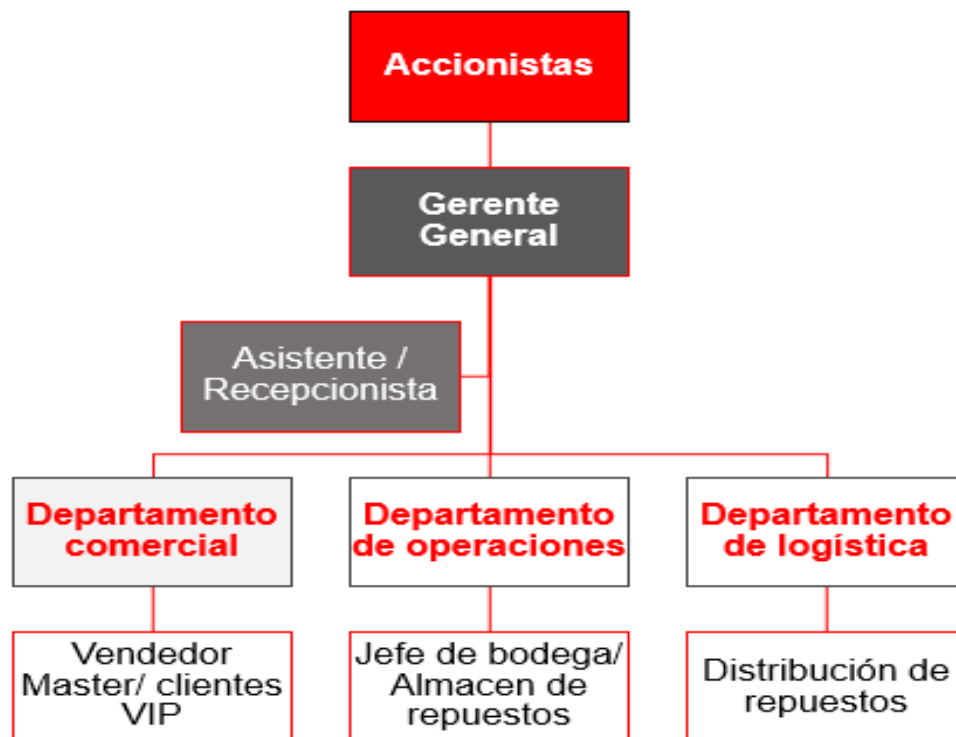 Accionistas
Gerente
General
Asistente /
Recepcionista
Departamento
comercial
Departamento
de operaciones
Departamento
de logística
Vendedor
Master/ clientes
VIP
Jefe de bodega/
Almacen de
repuestos
Distribución de
repuestos